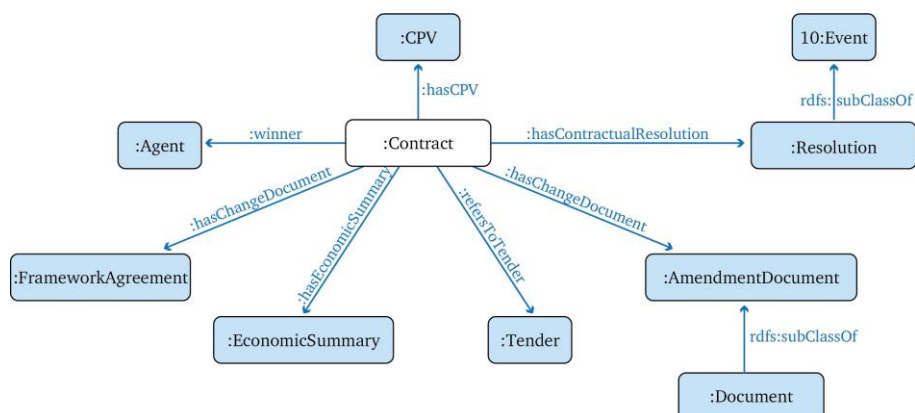 :CPV
10:Event
:hasCPV
rdfs: subClassOf
:Agent
:winner
:Contract
:hasContractualResolution
:Resolution
:hasChangeDocument
:hasEconomicSummary
:refersToTender
:hasChangeDocument
:FrameworkAgreement
:AmendmentDocument
:EconomicSummary
:Tender
rdfs:subClassOf
:Document